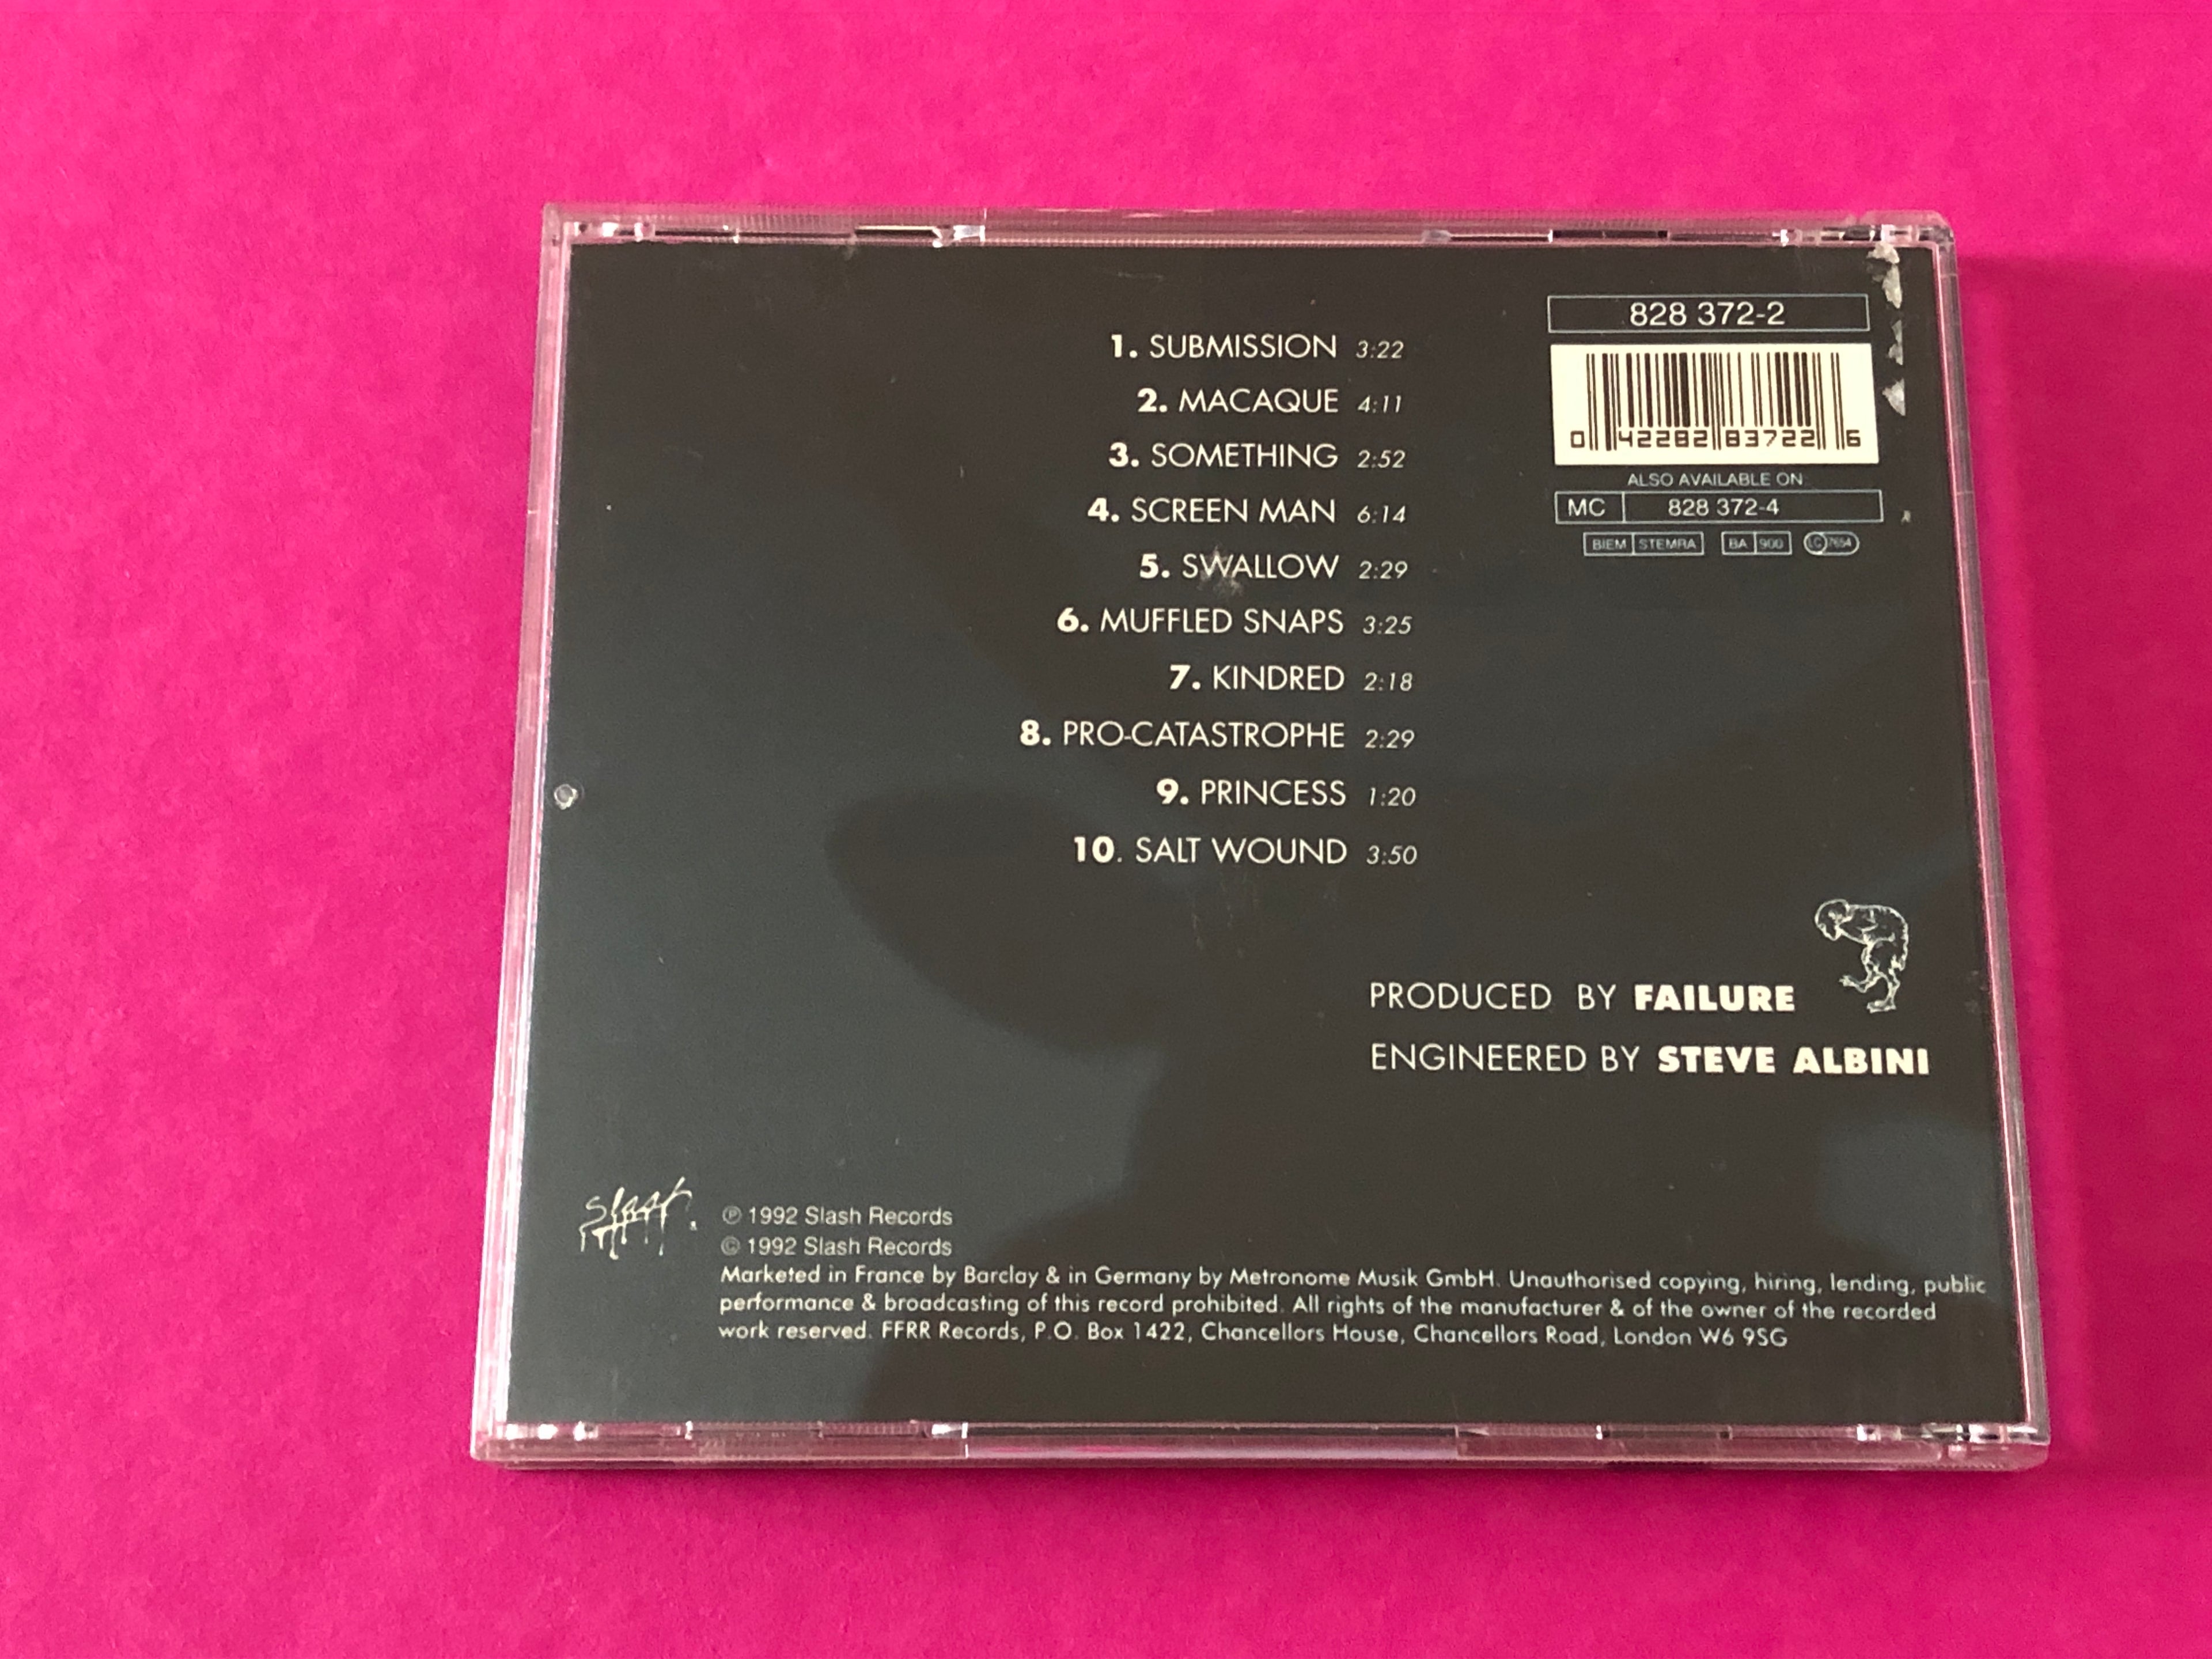 1. SUBMISSION 3:22
2. MACAQUE 4:11
3. SOMETHING 2:52
4. SCREEN MAN 6:14
5. SWALLOW 2:29
6. MUFFLED SNAPS 3:25
7. KINDRED 2:18
8. PRO-CATASTROPHE 2:29
9. PRINCESS 1:20
10. SALT WOUND 3:50
828 372-2
0 42282 83722 6
ALSO AVAILABLE ON
MC 828 372-4
BIEM STEMRA BA 900 LC 7654
PRODUCED BY FAILURE
ENGINEERED BY STEVE ALBINI
Slash
℗ 1992 Slash Records
© 1992 Slash Records
Marketed in France by Barclay & in Germany by Metronome Musik GmbH. Unauthorised copying, hiring, lending, public
performance & broadcasting of this record prohibited. All rights of the manufacturer & of the owner of the recorded
work reserved. FFRR Records, P.O. Box 1422, Chancellors House, Chancellors Road, London W6 9SG